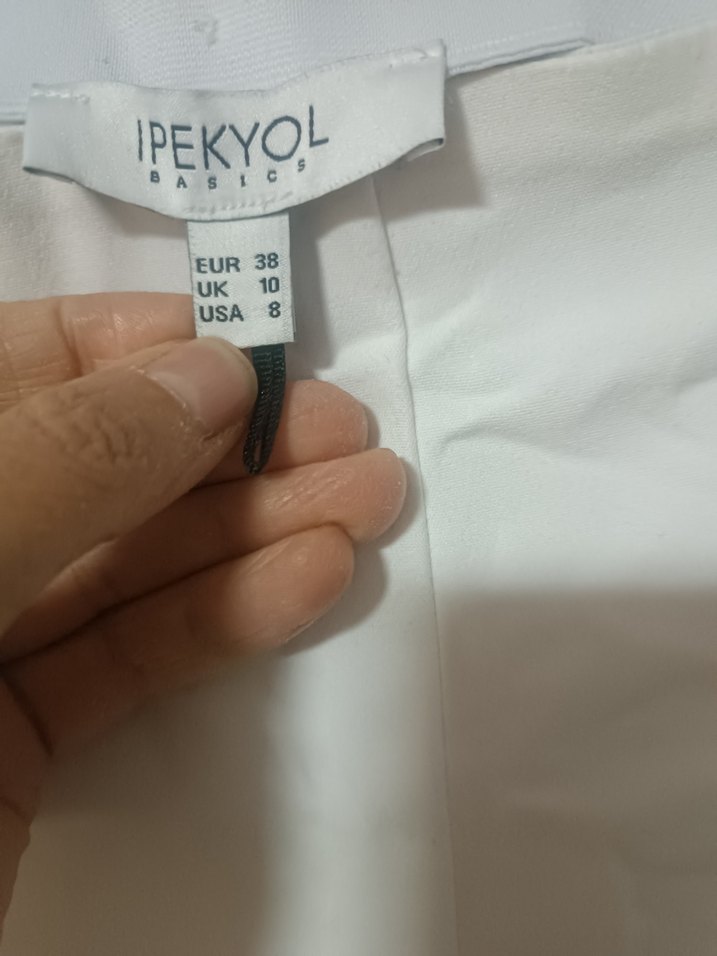 IPEKYOL
BASICS
EUR 38
UK 10
USA 8